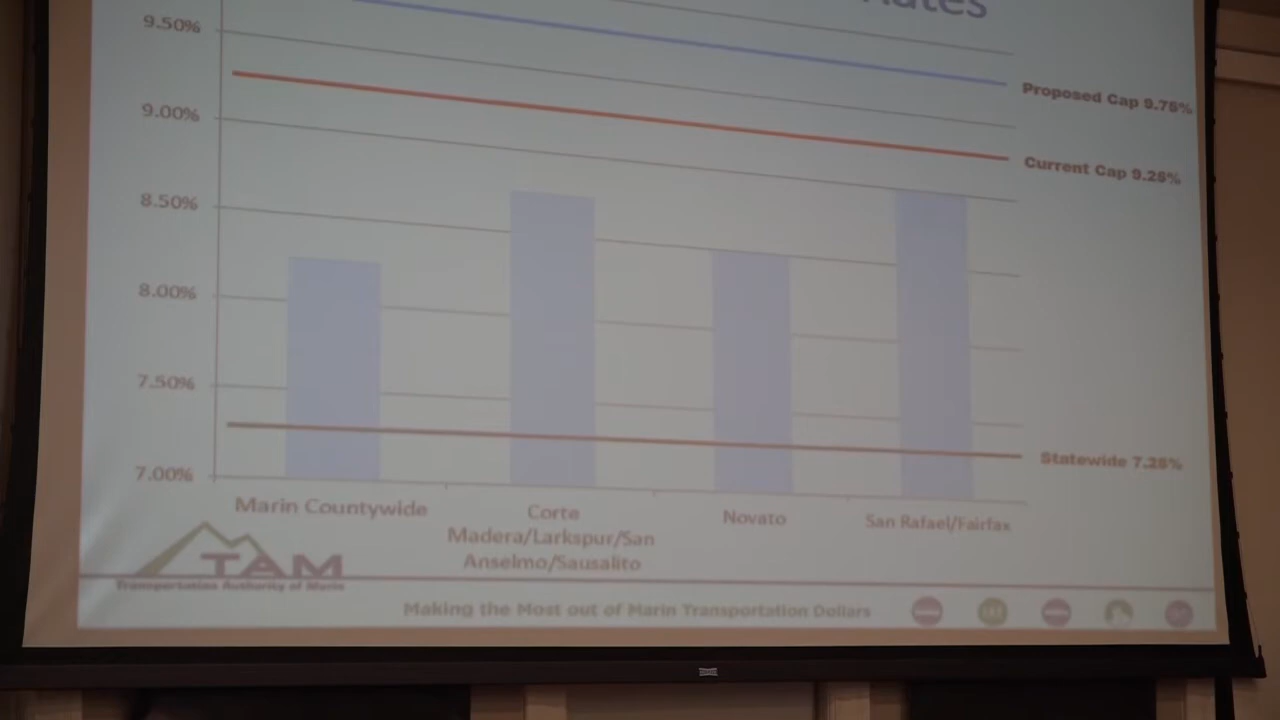 Rates
9.50%
Proposed Cap 9.75%
9.00%
Current Cap 9.25%
8.50%
8.00%
7.50%
Statewide 7.25%
7.00%
Marin Countywide
Corte
Madera/Larkspur/San
Anselmo/Sausalito
Novato
San Rafael/Fairfax
TAM
Transportation Authority of Marin
Making the Most out of Marin Transportation Dollars